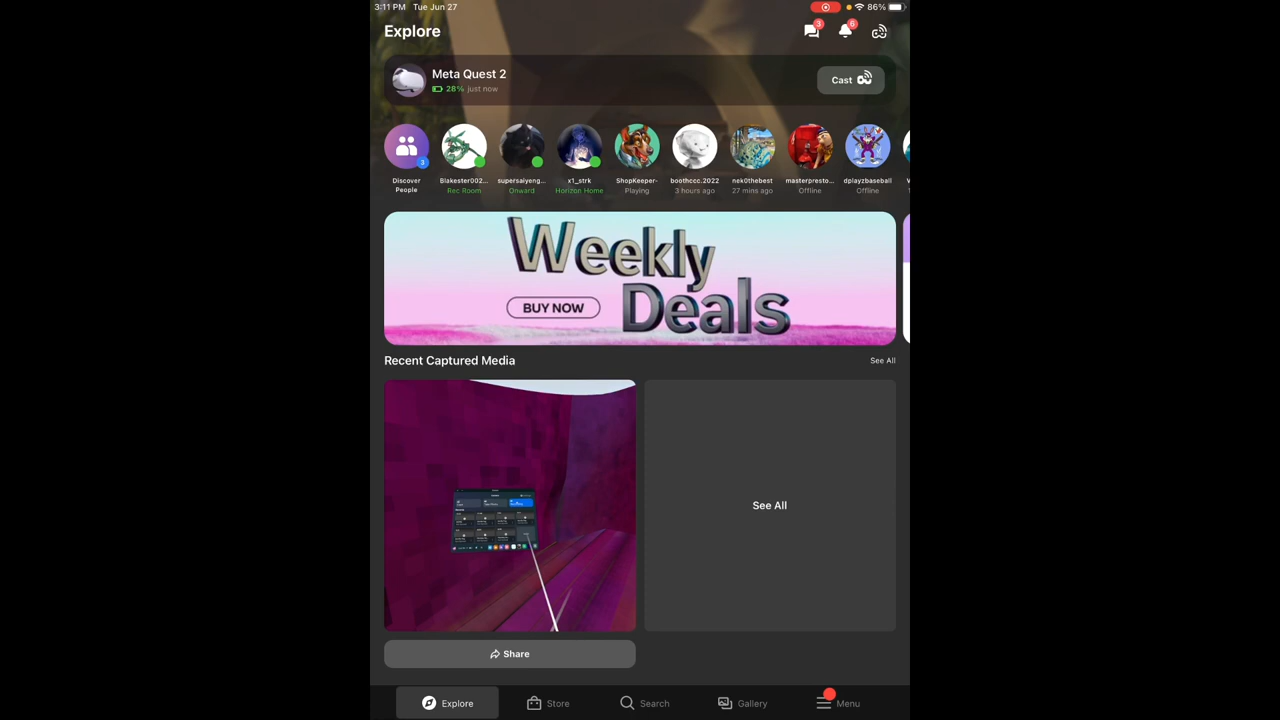 3:11 PM Tue Jun 27
86%
Explore
3
6
Meta Quest 2
28% just now
Cast
3
Discover People
Blakester002...
Rec Room
supersaiyeng...
Onward
x1_strk
Horizon Home
ShopKeeper-
Playing
boothccc.2022
3 hours ago
nek0thebest
27 mins ago
masterpresto...
Offline
dplayzbaseball
Offline
Weekly
Deals
BUY NOW
Recent Captured Media
See All
See All
Share
Explore
Store
Search
Gallery
Menu